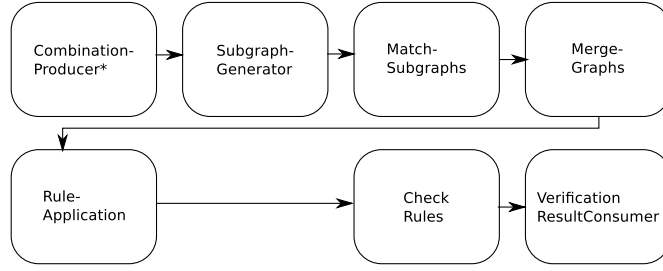 Combination-
Producer*
Subgraph-
Generator
Match-
Subgraphs
Merge-
Graphs
Rule-
Application
Check
Rules
Verification
ResultConsumer